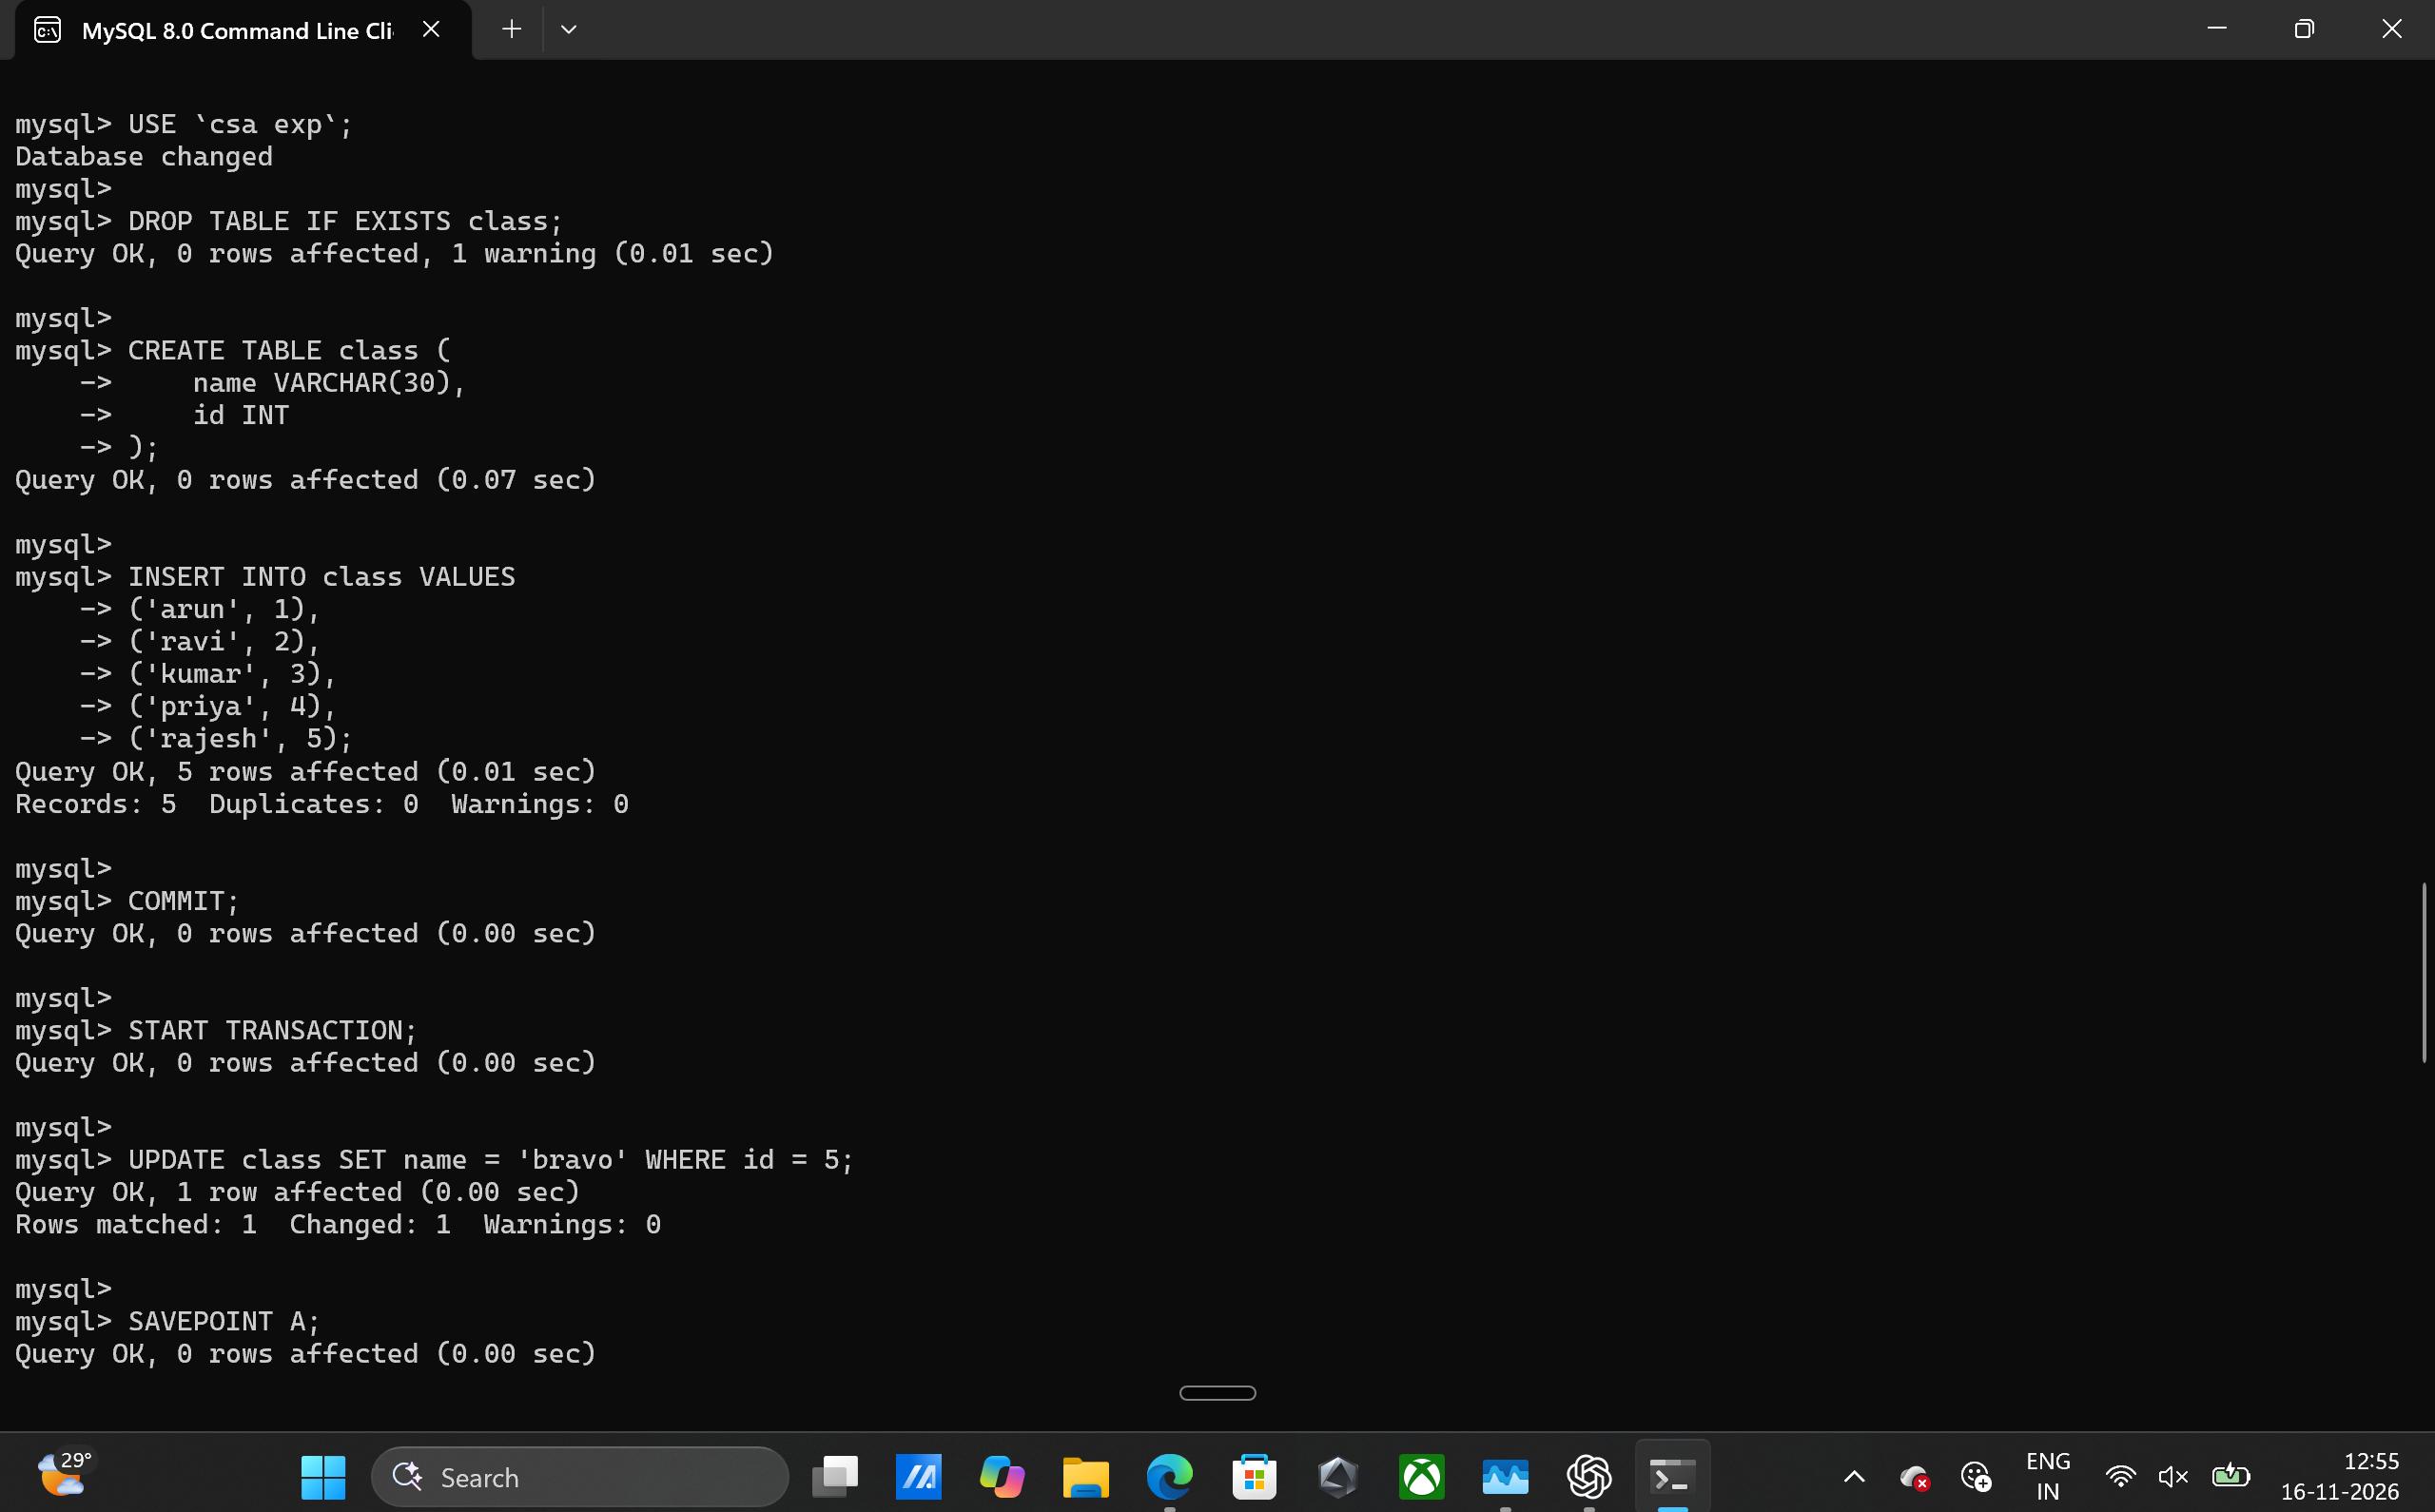 MySQL 8.0 Command Line Cli
mysql> USE `csa exp`;
Database changed
mysql>
mysql> DROP TABLE IF EXISTS class;
Query OK, 0 rows affected, 1 warning (0.01 sec)
mysql>
mysql> CREATE TABLE class (
    ->     name VARCHAR(30),
    ->     id INT
    -> );
Query OK, 0 rows affected (0.07 sec)
mysql>
mysql> INSERT INTO class VALUES
    -> ('arun', 1),
    -> ('ravi', 2),
    -> ('kumar', 3),
    -> ('priya', 4),
    -> ('rajesh', 5);
Query OK, 5 rows affected (0.01 sec)
Records: 5  Duplicates: 0  Warnings: 0
mysql>
mysql> COMMIT;
Query OK, 0 rows affected (0.00 sec)
mysql>
mysql> START TRANSACTION;
Query OK, 0 rows affected (0.00 sec)
mysql>
mysql> UPDATE class SET name = 'bravo' WHERE id = 5;
Query OK, 1 row affected (0.00 sec)
Rows matched: 1  Changed: 1  Warnings: 0
mysql>
mysql> SAVEPOINT A;
Query OK, 0 rows affected (0.00 sec)
29°
Search
ENG
IN
12:55
16-11-2026